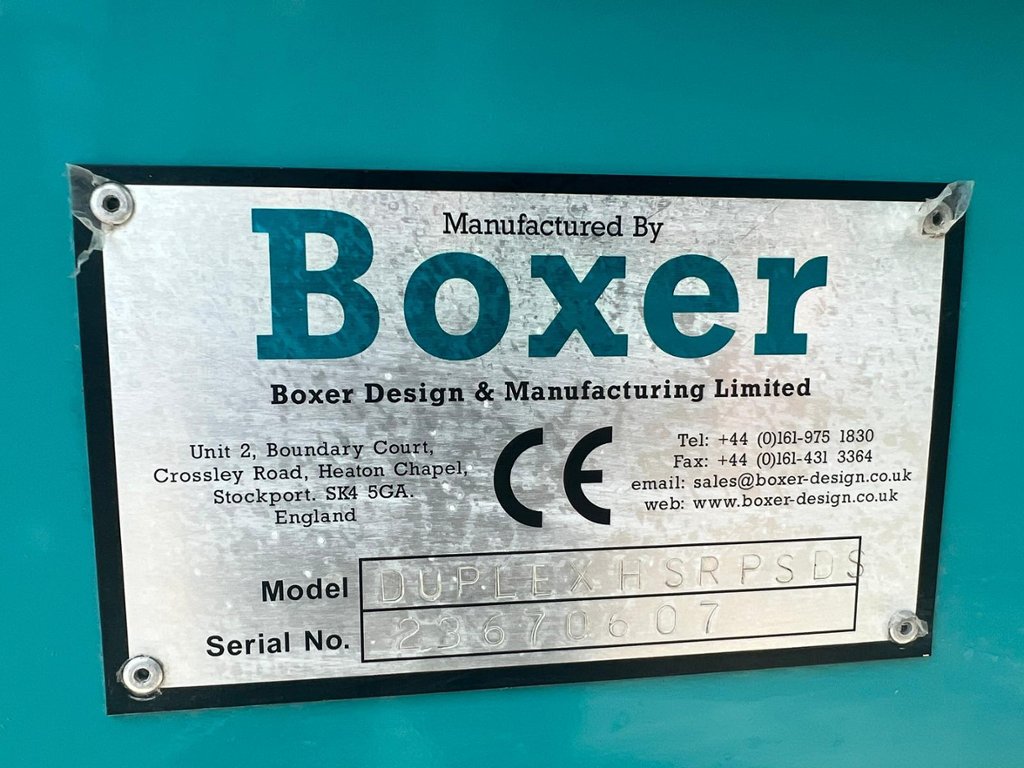 Manufactured By
Boxer
Boxer Design & Manufacturing Limited
Unit 2, Boundary Court,
Crossley Road, Heaton Chapel,
Stockport. SK4 5GA.
England
CE
Tel: +44 (0)161-975 1830
Fax: +44 (0)161-431 3364
email: sales@boxer-design.co.uk
web: www.boxer-design.co.uk
Model DUPLEXHSRPSDS
Serial No. 23670607